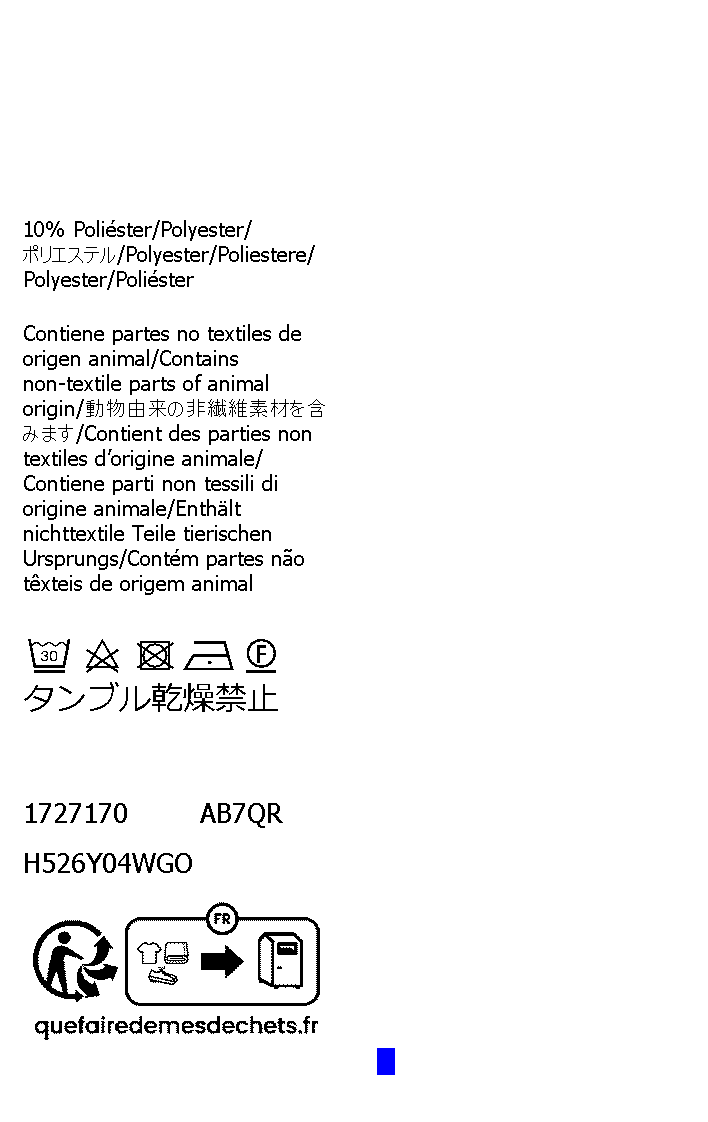 10% Poliéster/Polyester/
ポリエステル/Polyester/Poliestere/
Polyester/Poliéster
Contiene partes no textiles de
origen animal/Contains
non-textile parts of animal
origin/動物由来の非繊維素材を含
みます/Contient des parties non
textiles d’origine animale/
Contiene parti non tessili di
origine animale/Enthält
nichttextile Teile tierischen
Ursprungs/Contém partes não
têxteis de origem animal
30 F
タンブル乾燥禁止
1727170 AB7QR
H526Y04WGO
FR
quefairedemesdechets.fr